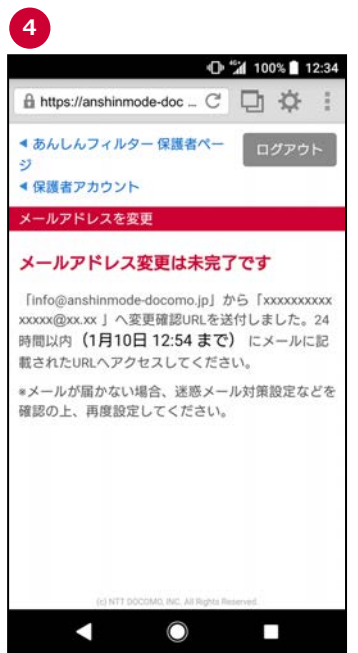 4
100% 12:34
https://anshinmode-doc ...
◀ あんしんフィルター 保護者ペー
ジ
ログアウト
◀ 保護者アカウント
メールアドレスを変更
メールアドレス変更は未完了です
「info@anshinmode-docomo.jp」から「xxxxxxxxxx
xxxxx@xx.xx 」へ変更確認URLを送付しました。24
時間以内（1月10日 12:54 まで） にメールに記
載されたURLへアクセスしてください。
※メールが届かない場合、迷惑メール対策設定などを
確認の上、再度設定してください。
(c) NTT DOCOMO, INC. All Rights Reserved.